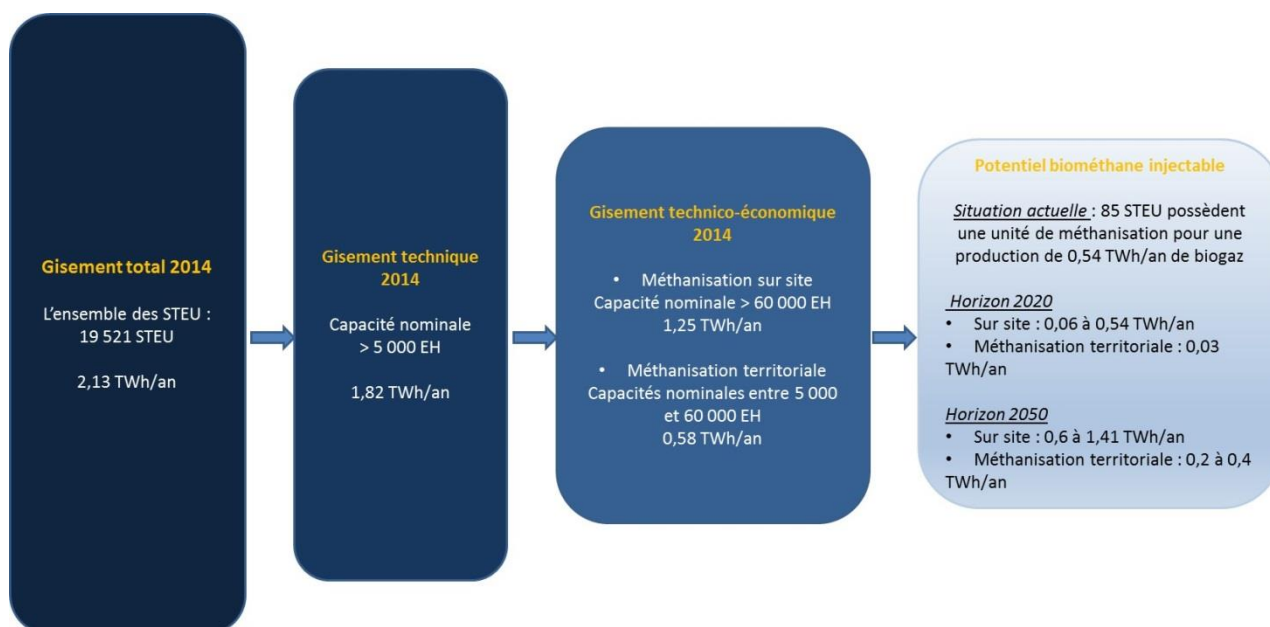 Gisement total 2014
L'ensemble des STEU :
19 521 STEU
2,13 TWh/an
Gisement technique
2014
Capacité nominale
> 5 000 EH
1,82 TWh/an
Gisement technico-économique
2014
• Méthanisation sur site
Capacité nominale > 60 000 EH
1,25 TWh/an
• Méthanisation territoriale
Capacités nominales entre 5 000
et 60 000 EH
0,58 TWh/an
Potentiel biométhane injectable
Situation actuelle : 85 STEU possèdent
une unité de méthanisation pour une
production de 0,54 TWh/an de biogaz
Horizon 2020
• Sur site : 0,06 à 0,54 TWh/an
• Méthanisation territoriale : 0,03
TWh/an
Horizon 2050
• Sur site : 0,6 à 1,41 TWh/an
• Méthanisation territoriale : 0,2 à 0,4
TWh/an